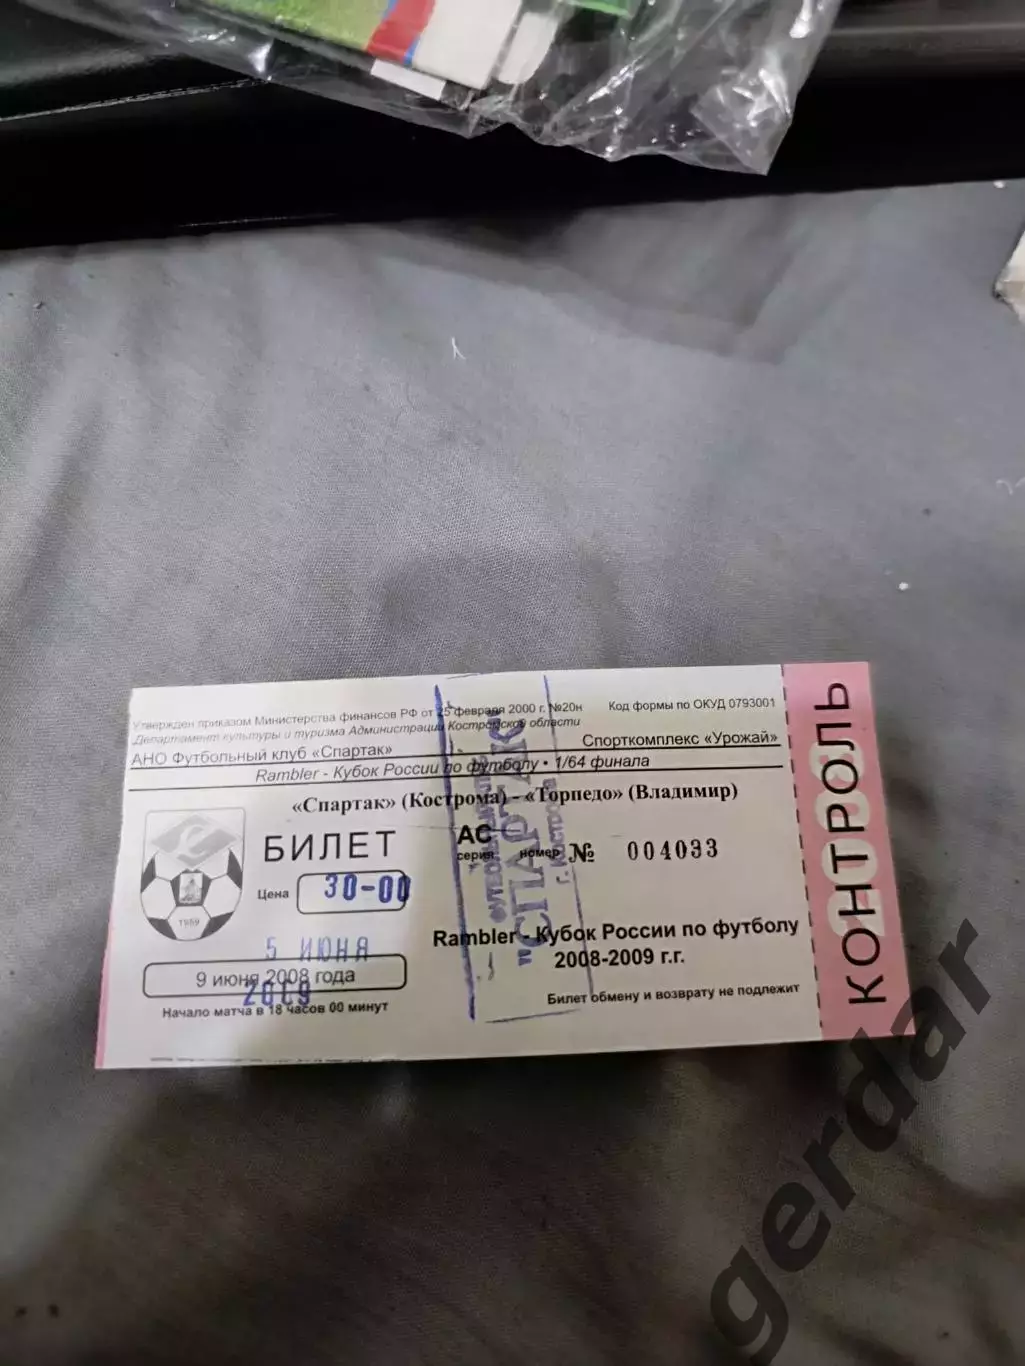 Утвержден приказом Министерства финансов РФ от 25 февраля 2000 г. №20н
Код формы по ОКУД 0793001
Департамент культуры и туризма Администрации Костромской области
АНО Футбольный клуб «Спартак»
Спорткомплекс «Урожай»
Rambler - Кубок России по футболу • 1/64 финала
«Спартак» (Кострома) - «Торпедо» (Владимир)
БИЛЕТ
АС
серия
номер № 004033
Цена 30-00
1959
5 ИЮНЯ
9 июня 2008 года
2009
Начало матча в 18 часов 00 минут
Rambler - Кубок России по футболу
2008-2009 г.г.
Билет обмену и возврату не подлежит
"СПАРТАК"
г. КОСТРОМА
КОНТРОЛЬ
gerdar